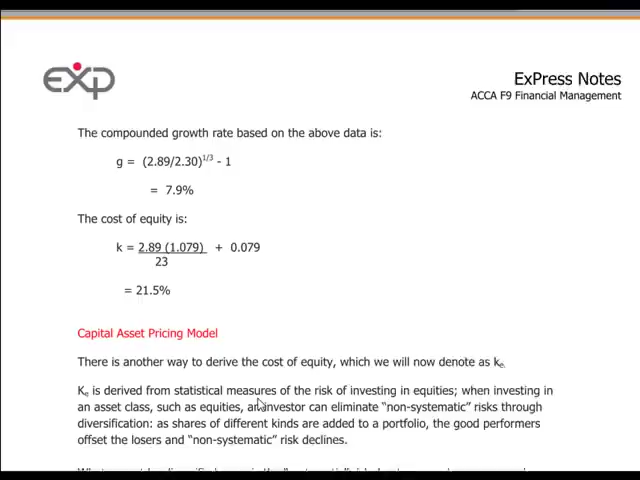 exp
ExPress Notes
ACCA F9 Financial Management
The compounded growth rate based on the above data is:
g = (2.89/2.30)^1/3 - 1
= 7.9%
The cost of equity is:
k = 2.89 (1.079) + 0.079
23
= 21.5%
Capital Asset Pricing Model
There is another way to derive the cost of equity, which we will now denote as ke.
Ke is derived from statistical measures of the risk of investing in equities; when investing in
an asset class, such as equities, an investor can eliminate “non-systematic” risks through
diversification: as shares of different kinds are added to a portfolio, the good performers
offset the losers and “non-systematic” risk declines.